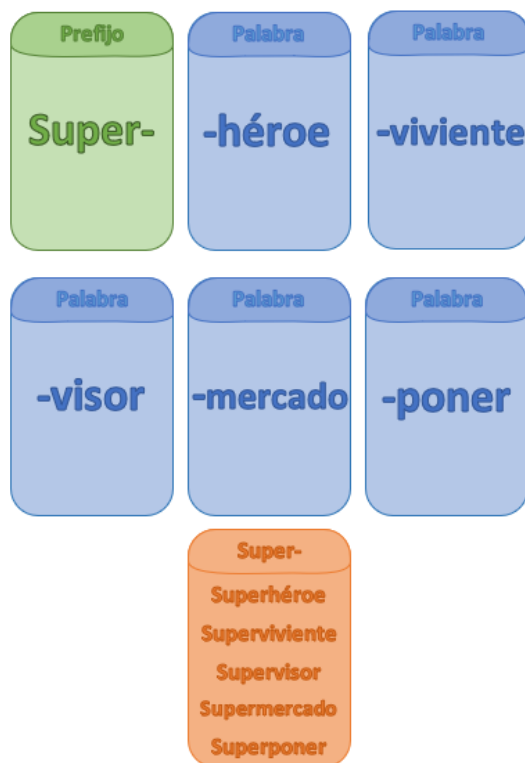 Prefijo
Super-
Palabra
-héroe
Palabra
-viviente
Palabra
-visor
Palabra
-mercado
Palabra
-poner
Super-
Superhéroe
Superviviente
Supervisor
Supermercado
Superponer